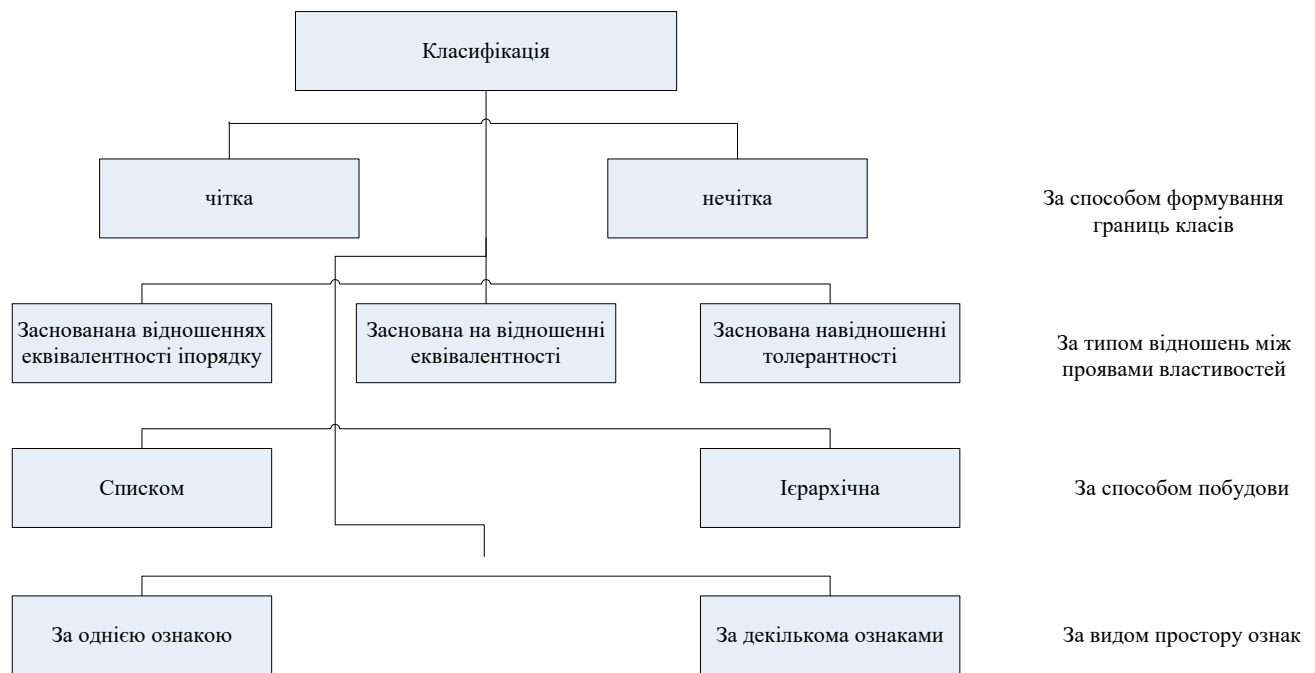 Класифікація
чітка
нечітка
За способом формування
границь класів
Заснованана відношеннях
еквівалентності іпорядку
Заснована на відношенні
еквівалентності
Заснована навідношенні
толерантності
За типом відношень між
проявами властивостей
Списком
Ієрархічна
За способом побудови
За однією ознакою
За декількома ознаками
За видом простору ознак